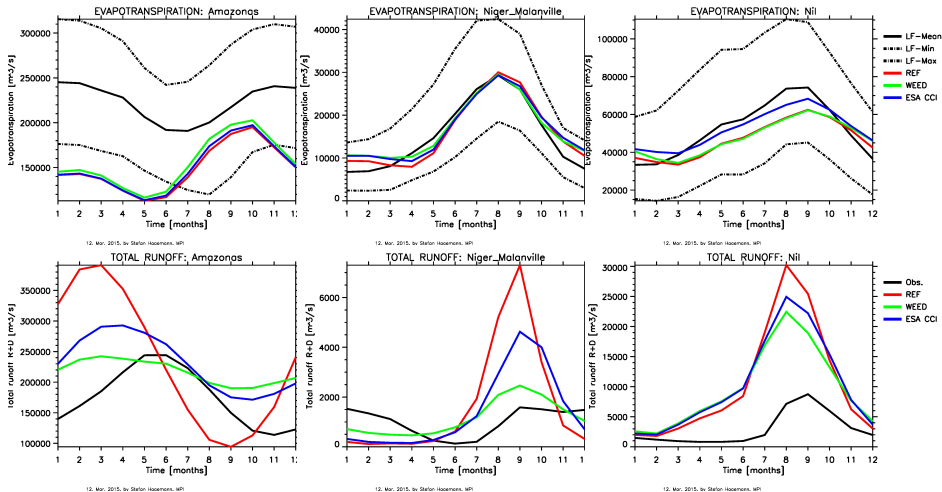 EVAPOTRANSPIRATION: Amazonas
Evapotranspiration [m^3/s]
300000
250000
200000
150000
1 2 3 4 5 6 7 8 9 10 11 12
Time [months]
12. Mar. 2015, by Stefan Hagemann, MPI
EVAPOTRANSPIRATION: Niger_Malanville
Evapotranspiration [m^3/s]
40000
30000
20000
10000
0
1 2 3 4 5 6 7 8 9 10 11 1
Time [months]
12. Mar. 2015, by Stefan Hagemann, MPI
EVAPOTRANSPIRATION: Nil
Evapotranspiration [m^3/s]
100000
80000
60000
40000
20000
1 2 3 4 5 6 7 8 9 10 11 12
Time [months]
12. Mar. 2015, by Stefan Hagemann, MPI
LF-Mean
LF-Min
LF-Max
REF
WEED
ESA CCI
TOTAL RUNOFF: Amazonas
Total runoff R+D [m^3/s]
350000
300000
250000
200000
150000
100000
1 2 3 4 5 6 7 8 9 10 11 12
Time [months]
12. Mar. 2015, by Stefan Hagemann, MPI
TOTAL RUNOFF: Niger_Malanville
Total runoff R+D [m^3/s]
6000
4000
2000
0
1 2 3 4 5 6 7 8 9 10 11 1
Time [months]
12. Mar. 2015, by Stefan Hagemann, MPI
TOTAL RUNOFF: Nil
Total runoff R+D [m^3/s]
30000
25000
20000
15000
10000
5000
0
1 2 3 4 5 6 7 8 9 10 11 12
Time [months]
12. Mar. 2015, by Stefan Hagemann, MPI
Obs.
REF
WEED
ESA CCI